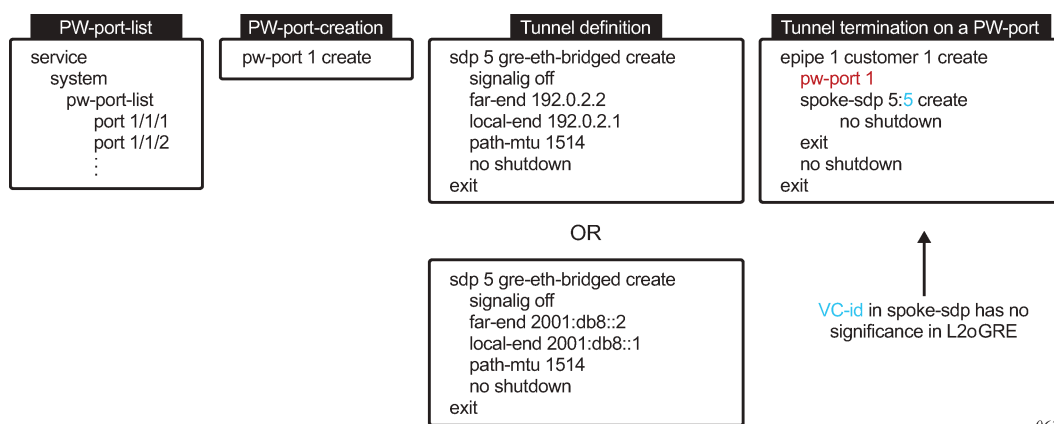 PW-port-list
service
system
pw-port-list
port 1/1/1
port 1/1/2
PW-port-creation
pw-port 1 create
Tunnel definition
sdp 5 gre-eth-bridged create
signalig off
far-end 192.0.2.2
local-end 192.0.2.1
path-mtu 1514
no shutdown
exit
OR
sdp 5 gre-eth-bridged create
signalig off
far-end 2001:db8::2
local-end 2001:db8::1
path-mtu 1514
no shutdown
exit
Tunnel termination on a PW-port
epipe 1 customer 1 create
pw-port 1
spoke-sdp 5:5 create
no shutdown
exit
no shutdown
exit
VC-id in spoke-sdp has no
significance in L2oGRE